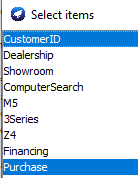 Select items
CustomerID
Dealership
Showroom
ComputerSearch
M5
3Series
Z4
Financing
Purchase